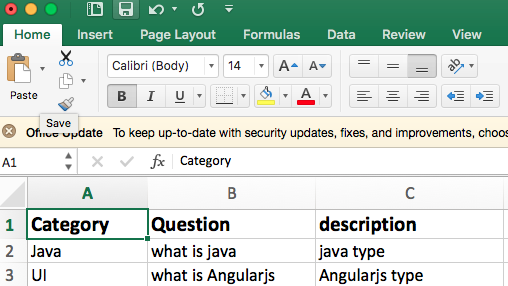 Home Insert Page Layout Formulas Data Review View
Calibri (Body) 14 A A
Paste B I U A
Save
Office Update To keep up-to-date with security updates, fixes, and improvements, choos
A1 fx Category
A B C
1 Category Question description
2 Java what is java java type
3 UI what is Angularjs Angularjs type